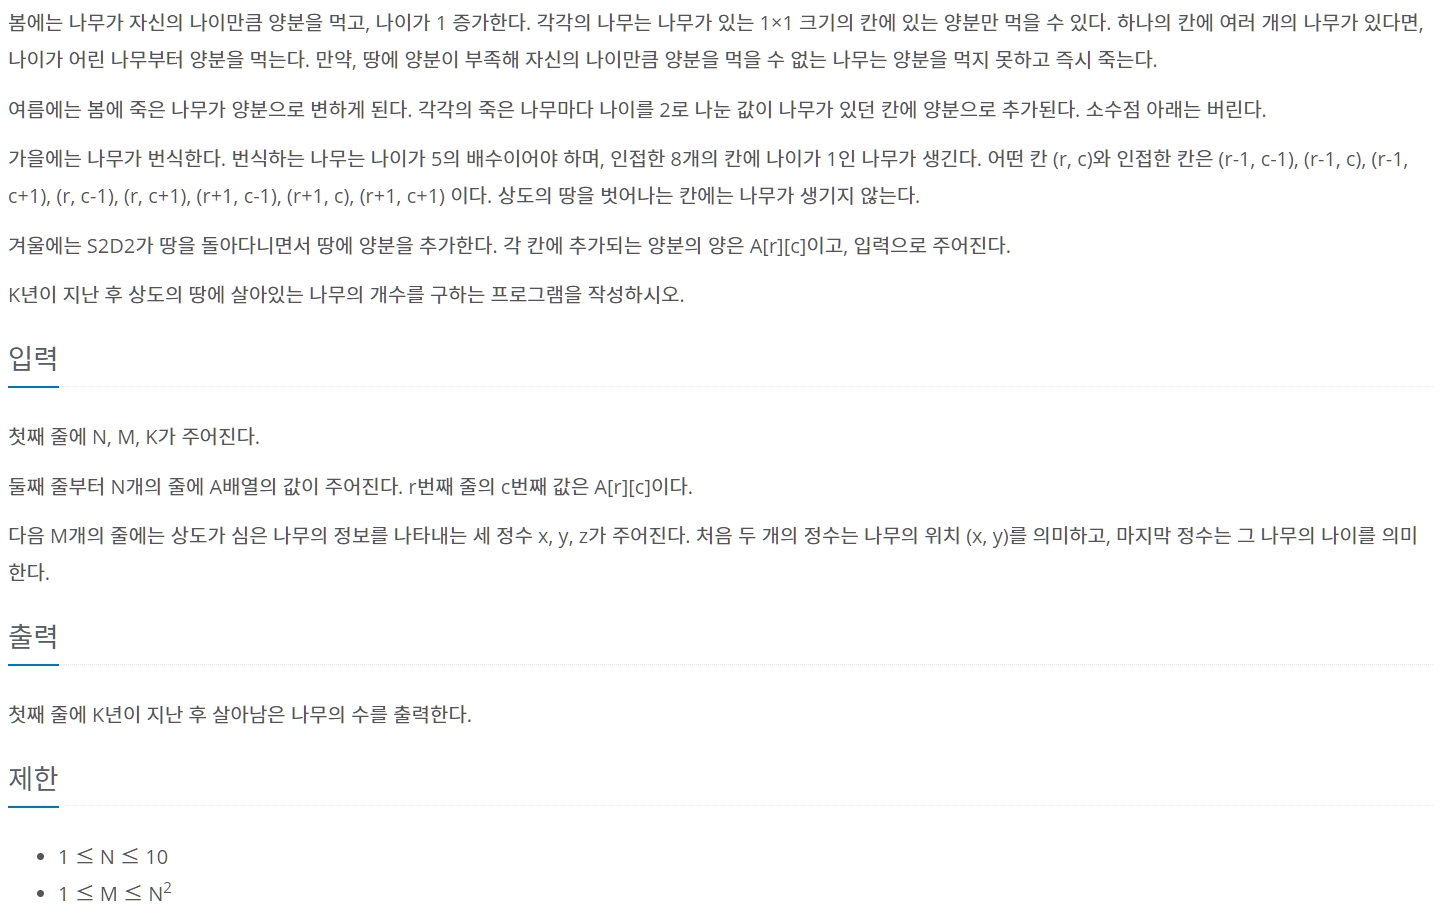 봄에는 나무가 자신의 나이만큼 양분을 먹고, 나이가 1 증가한다. 각각의 나무는 나무가 있는 1×1 크기의 칸에 있는 양분만 먹을 수 있다. 하나의 칸에 여러 개의 나무가 있다면,
나이가 어린 나무부터 양분을 먹는다. 만약, 땅에 양분이 부족해 자신의 나이만큼 양분을 먹을 수 없는 나무는 양분을 먹지 못하고 즉시 죽는다.
여름에는 봄에 죽은 나무가 양분으로 변하게 된다. 각각의 죽은 나무마다 나이를 2로 나눈 값이 나무가 있던 칸에 양분으로 추가된다. 소수점 아래는 버린다.
가을에는 나무가 번식한다. 번식하는 나무는 나이가 5의 배수이어야 하며, 인접한 8개의 칸에 나이가 1인 나무가 생긴다. 어떤 칸 (r, c)와 인접한 칸은 (r-1, c-1), (r-1, c), (r-1,
c+1), (r, c-1), (r, c+1), (r+1, c-1), (r+1, c), (r+1, c+1) 이다. 상도의 땅을 벗어나는 칸에는 나무가 생기지 않는다.
겨울에는 S2D2가 땅을 돌아다니면서 땅에 양분을 추가한다. 각 칸에 추가되는 양분의 양은 A[r][c]이고, 입력으로 주어진다.
K년이 지난 후 상도의 땅에 살아있는 나무의 개수를 구하는 프로그램을 작성하시오.
입력
첫째 줄에 N, M, K가 주어진다.
둘째 줄부터 N개의 줄에 A배열의 값이 주어진다. r번째 줄의 c번째 값은 A[r][c]이다.
다음 M개의 줄에는 상도가 심은 나무의 정보를 나타내는 세 정수 x, y, z가 주어진다. 처음 두 개의 정수는 나무의 위치 (x, y)를 의미하고, 마지막 정수는 그 나무의 나이를 의미
한다.
출력
첫째 줄에 K년이 지난 후 살아남은 나무의 수를 출력한다.
제한
• 1 ≤ N ≤ 10
• 1 ≤ M ≤ N²